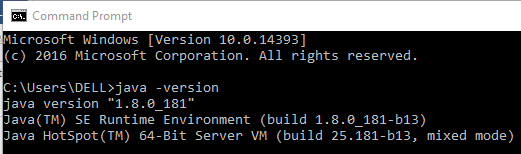 Command Prompt
Microsoft Windows [Version 10.0.14393]
(c) 2016 Microsoft Corporation. All rights reserved.
C:\Users\DELL>java -version
java version "1.8.0_181"
Java(TM) SE Runtime Environment (build 1.8.0_181-b13)
Java HotSpot(TM) 64-Bit Server VM (build 25.181-b13, mixed mode)